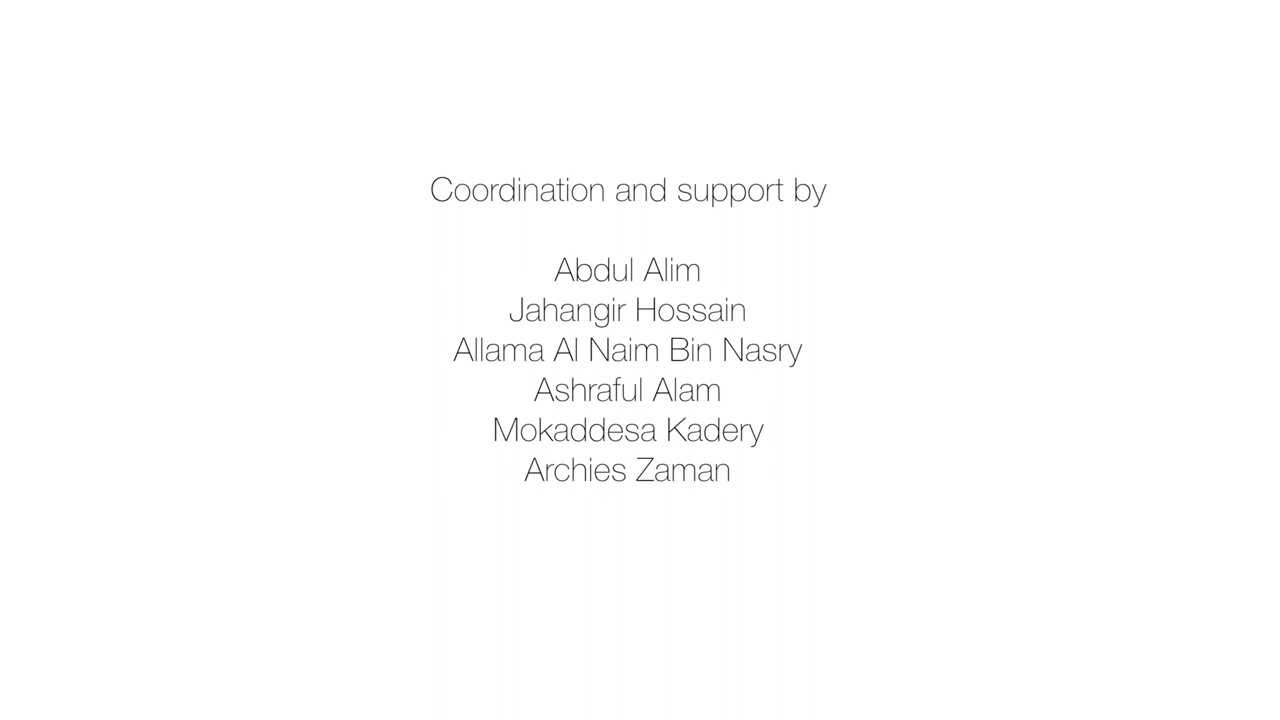 Coordination and support by
Abdul Alim
Jahangir Hossain
Allama Al Naim Bin Nasry
Ashraful Alam
Mokaddesa Kadery
Archies Zaman